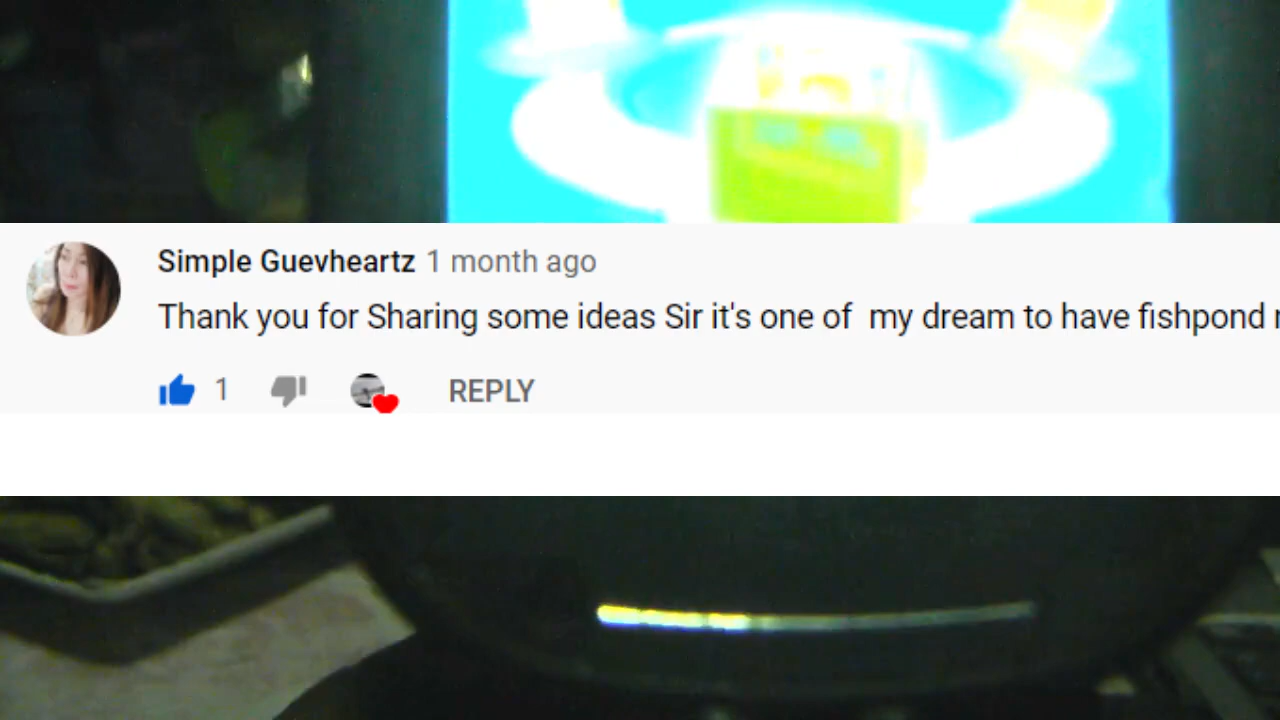 Simple Guevheartz 1 month ago
Thank you for Sharing some ideas Sir it's one of my dream to have fishpond
1
REPLY